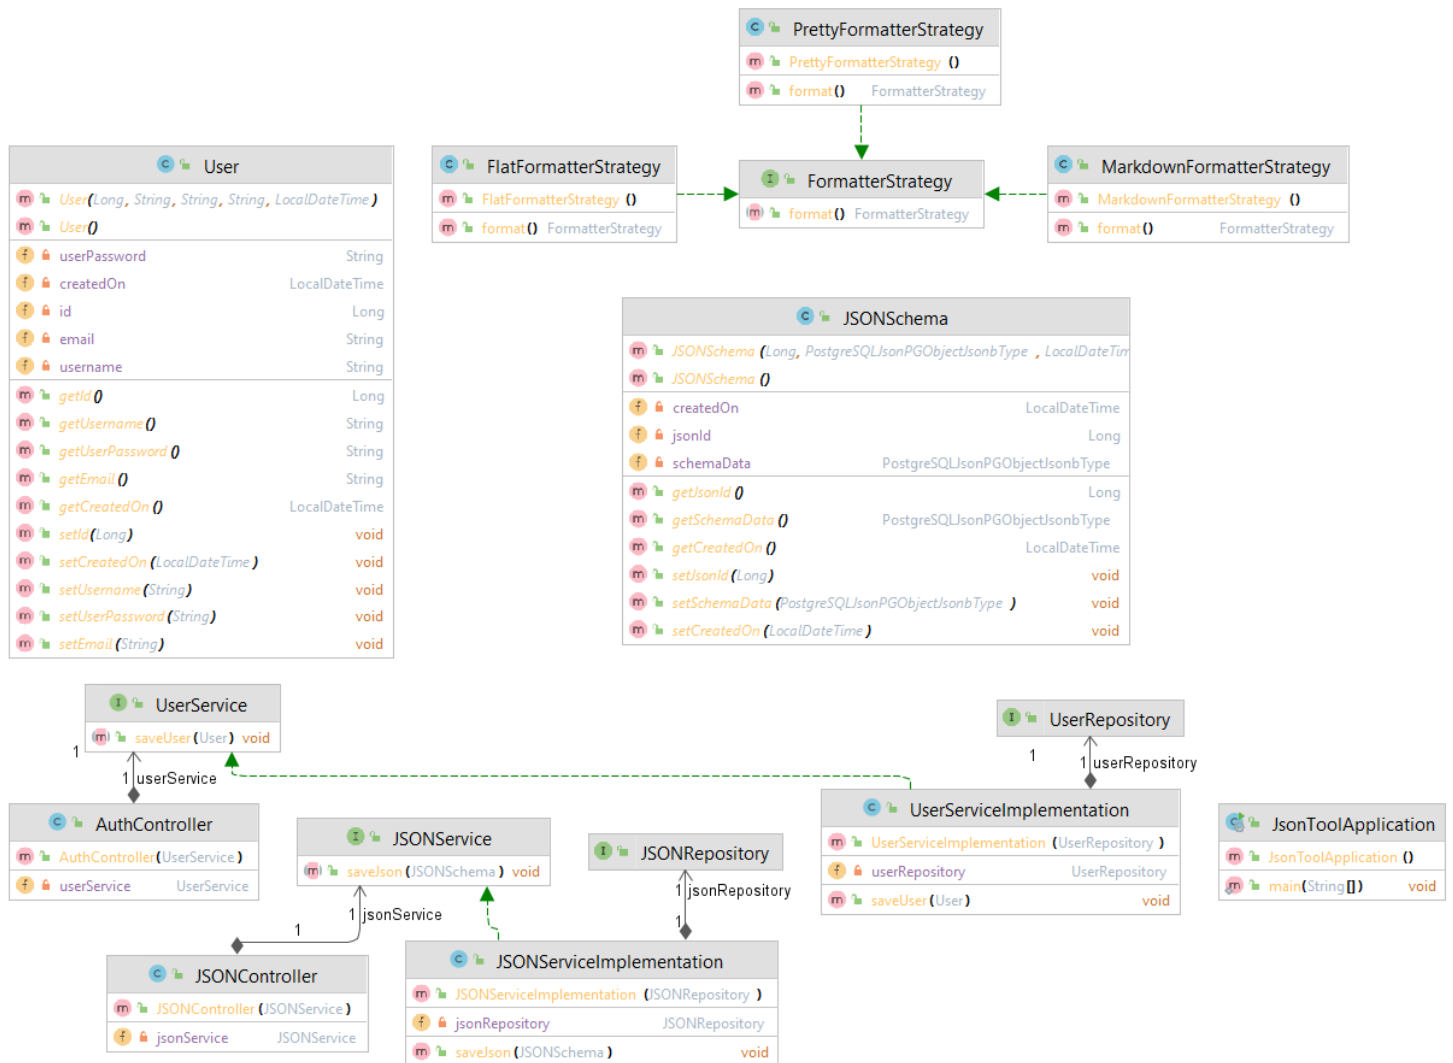 PrettyFormatterStrategy
PrettyFormatterStrategy ()
format() FormatterStrategy
User
User(Long, String, String, String, LocalDateTime)
User()
userPassword String
createdOn LocalDateTime
id Long
email String
username String
getId() Long
getUsername() String
getUserPassword() String
getEmail() String
getCreatedOn() LocalDateTime
setId(Long) void
setCreatedOn(LocalDateTime) void
setUsername(String) void
setUserPassword(String) void
setEmail(String) void
FlatFormatterStrategy
FlatFormatterStrategy ()
format() FormatterStrategy
FormatterStrategy
format() FormatterStrategy
MarkdownFormatterStrategy
MarkdownFormatterStrategy ()
format() FormatterStrategy
JSONSchema
JSONSchema (Long, PostgreSQLJsonPGObjectJsonbType , LocalDateTim
JSONSchema ()
createdOn LocalDateTime
jsonId Long
schemaData PostgreSQLJsonPGObjectJsonbType
getJsonId () Long
getSchemaData () PostgreSQLJsonPGObjectJsonbType
getCreatedOn () LocalDateTime
setJsonId(Long) void
setSchemaData(PostgreSQLJsonPGObjectJsonbType ) void
setCreatedOn(LocalDateTime) void
UserService
saveUser(User) void
1
1 userService
AuthController
AuthController(UserService)
userService UserService
JSONService
saveJson(JSONSchema) void
1 jsonService
1
JSONController
JSONController (JSONService)
jsonService JSONService
JSONRepository
1 jsonRepository
1
JSONServiceImplementation
JSONServiceImplementation (JSONRepository )
jsonRepository JSONRepository
saveJson (JSONSchema ) void
UserRepository
1
1 userRepository
UserServiceImplementation
UserServiceImplementation (UserRepository )
userRepository UserRepository
saveUser(User) void
JsonToolApplication
JsonToolApplication ()
main(String[]) void